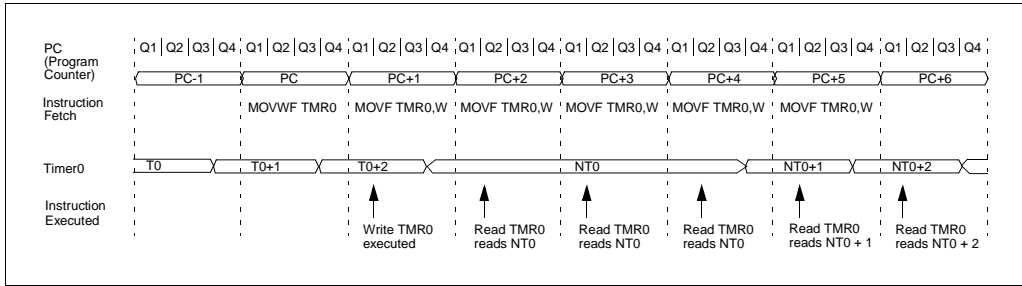 PC
(Program
Counter)
Q1 Q2 Q3 Q4 Q1 Q2 Q3 Q4 Q1 Q2 Q3 Q4 Q1 Q2 Q3 Q4 Q1 Q2 Q3 Q4 Q1 Q2 Q3 Q4 Q1 Q2 Q3 Q4 Q1 Q2 Q3 Q4
PC-1 PC PC+1 PC+2 PC+3 PC+4 PC+5 PC+6
Instruction
Fetch
MOVWF TMR0 MOVF TMR0,W MOVF TMR0,W MOVF TMR0,W MOVF TMR0,W MOVF TMR0,W
Timer0
T0 T0+1 T0+2 NT0 NT0+1 NT0+2
Instruction
Executed
Write TMR0
executed
Read TMR0
reads NT0
Read TMR0
reads NT0
Read TMR0
reads NT0
Read TMR0
reads NT0 + 1
Read TMR0
reads NT0 + 2